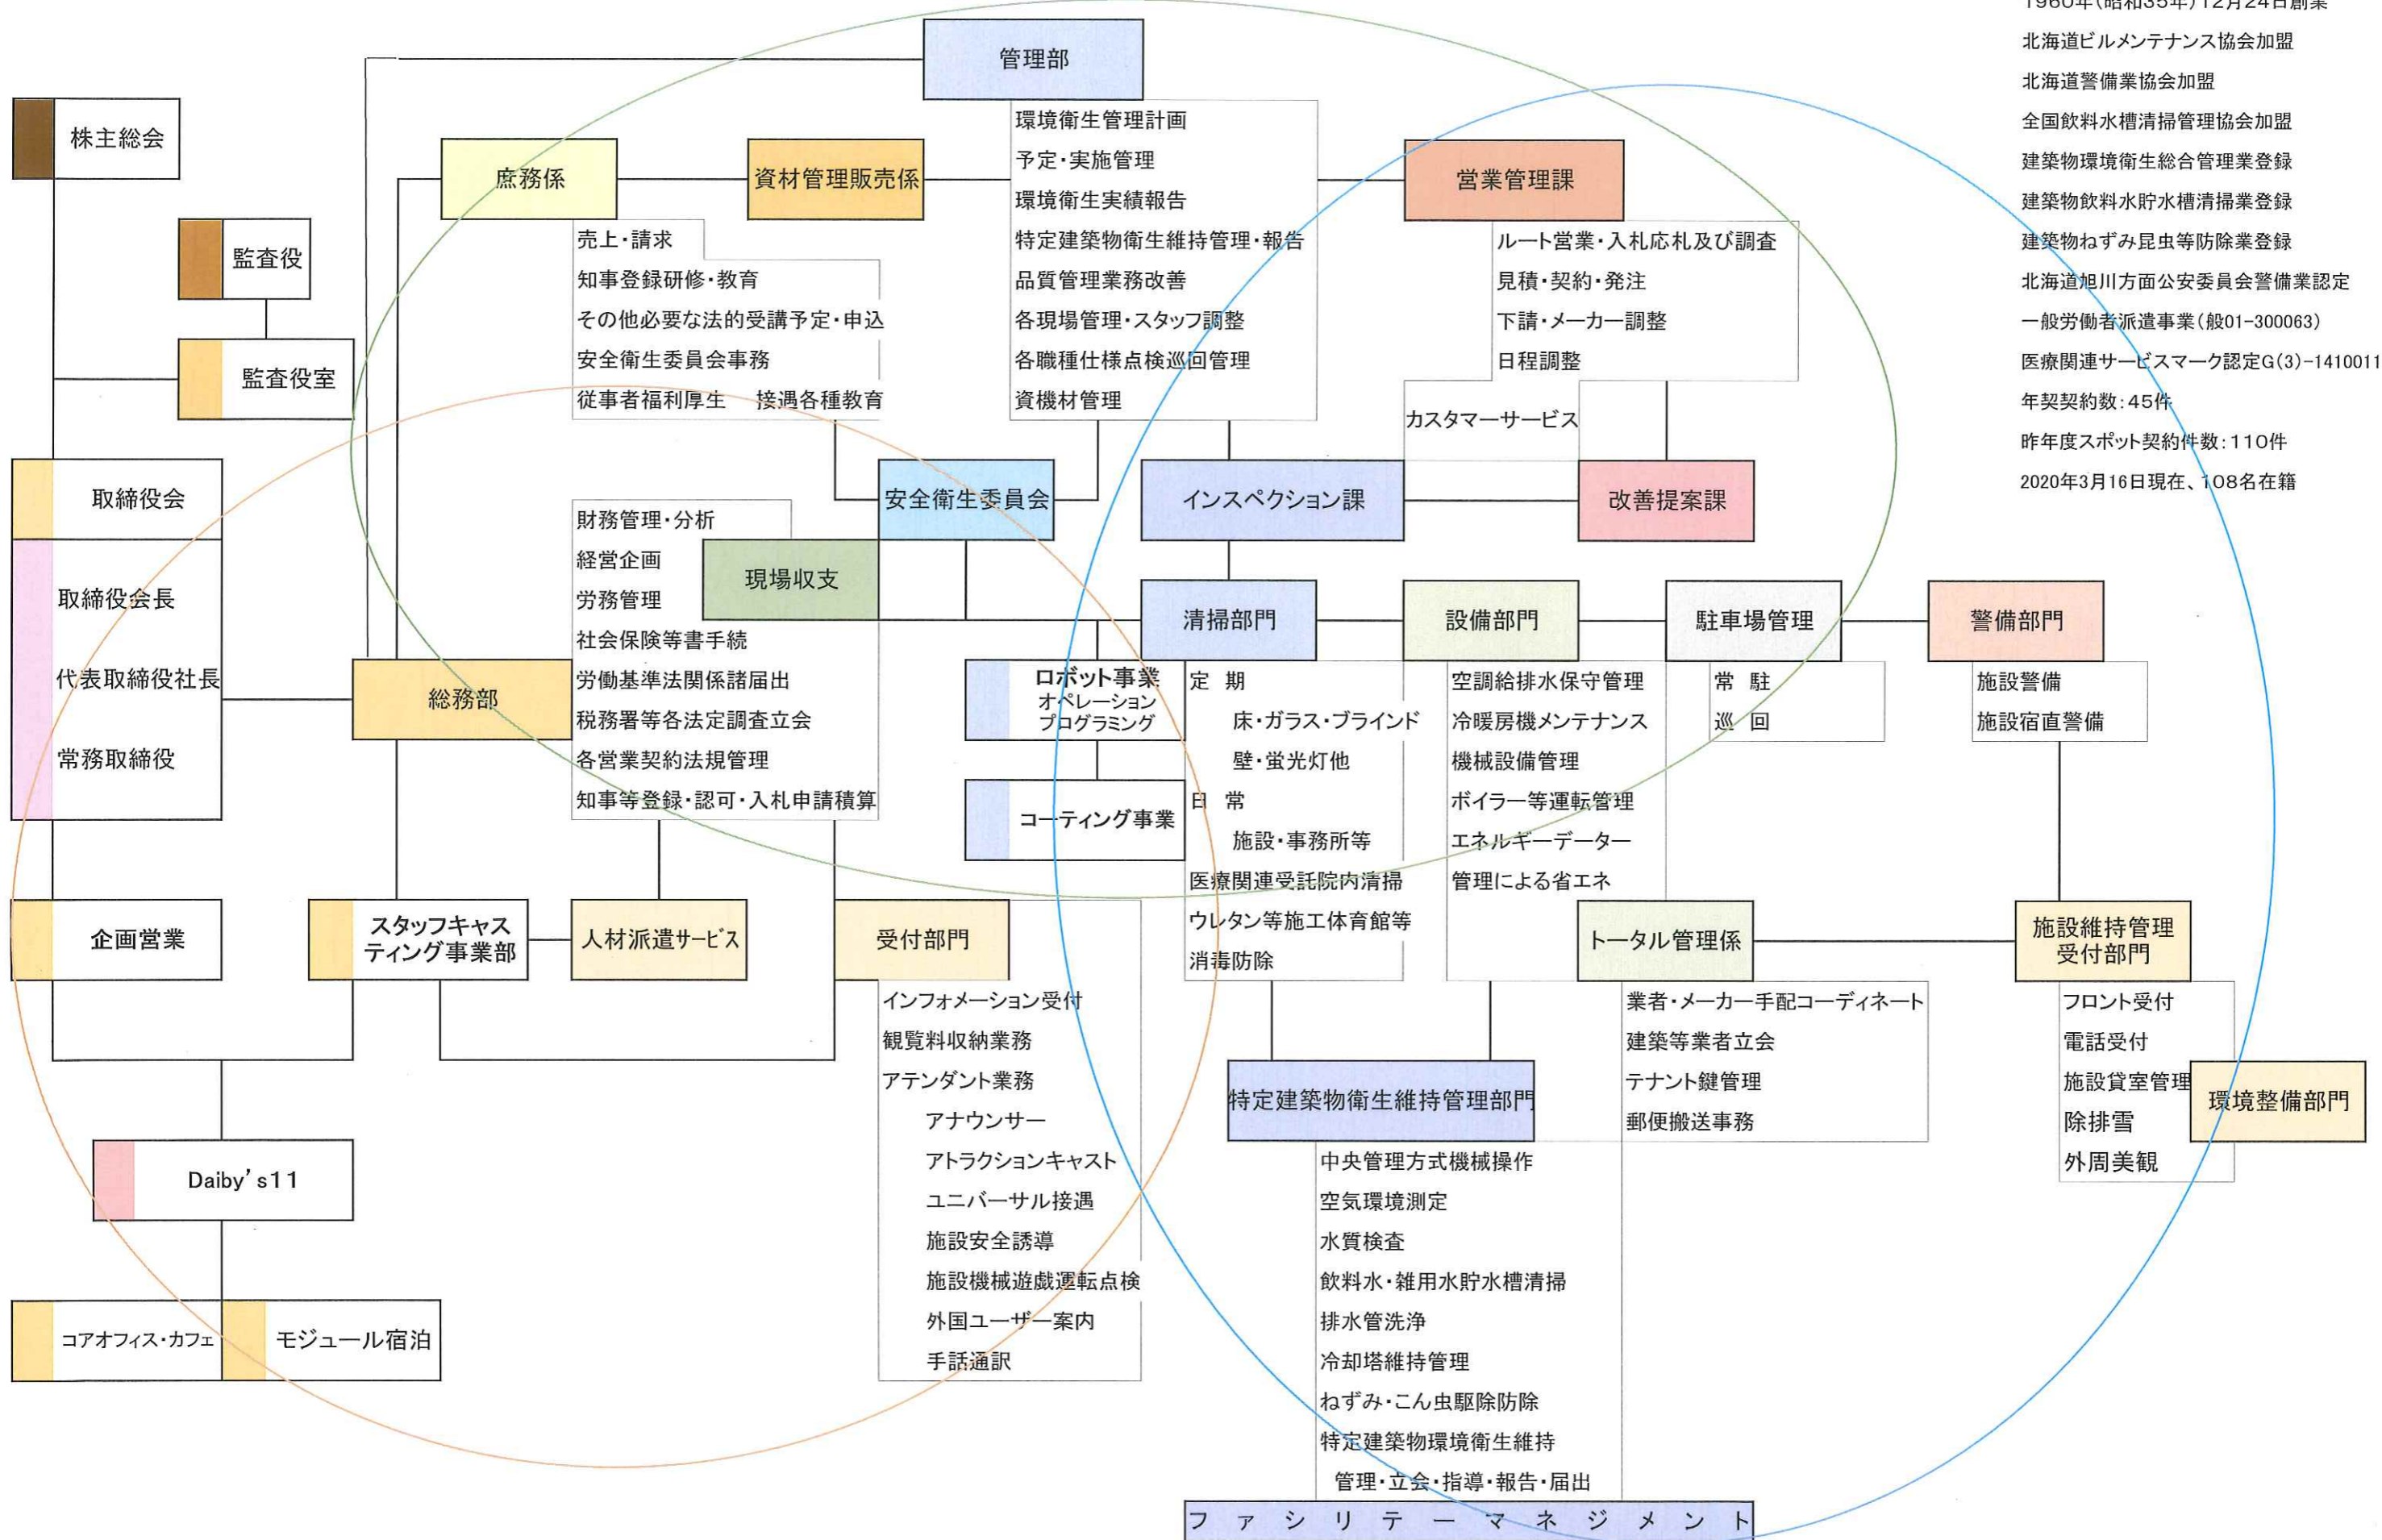 1960年(昭和35年)12月24日創業
北海道ビルメンテナンス協会加盟
北海道警備業協会加盟
全国飲料水槽清掃管理協会加盟
建築物環境衛生総合管理業登録
建築物飲料水貯水槽清掃業登録
建築物ねずみ昆虫等防除業登録
北海道旭川方面公安委員会警備業認定
一般労働者派遣事業(般01-300063)
医療関連サービスマーク認定G(3)-1410011
年契契約数:45件
昨年度スポット契約件数:110件
2020年3月16日現在、108名在籍
管理部
環境衛生管理計画
予定・実施管理
環境衛生実績報告
特定建築物衛生維持管理・報告
品質管理業務改善
各現場管理・スタッフ調整
各職種仕様点検巡回管理
資機材管理
株主総会
監査役
監査役室
取締役会
取締役会長
代表取締役社長
常務取締役
庶務係
売上・請求
知事登録研修・教育
その他必要な法的受講予定・申込
安全衛生委員会事務
従事者福利厚生 接遇各種教育
資材管理販売係
営業管理課
ルート営業・入札応札及び調査
見積・契約・発注
下請・メーカー調整
日程調整
カスタマーサービス
安全衛生委員会
インスペクション課
改善提案課
総務部
財務管理・分析
経営企画
労務管理
社会保険等書手続
労働基準法関係諸届出
税務署等各法定調査立会
各営業契約法規管理
知事等登録・認可・入札申請積算
現場収支
ロボット事業
オペレーション
プログラミング
コーティング事業
清掃部門
定 期
床・ガラス・ブラインド
壁・蛍光灯他
日 常
施設・事務所等
医療関連受託院内清掃
ウレタン等施工体育館等
消毒防除
設備部門
空調給排水保守管理
冷暖房機メンテナンス
機械設備管理
ボイラー等運転管理
エネルギーデーター
管理による省エネ
駐車場管理
常 駐
巡 回
警備部門
施設警備
施設宿直警備
企画営業
スタッフキャス
ティング事業部
人材派遣サービス
受付部門
インフォメーション受付
観覧料収納業務
アテンダント業務
アナウンサー
アトラクションキャスト
ユニバーサル接遇
施設安全誘導
施設機械遊戯運転点検
外国ユーザー案内
手話通訳
トータル管理係
業者・メーカー手配コーディネート
建築等業者立会
テナント鍵管理
郵便搬送事務
施設維持管理
受付部門
フロント受付
電話受付
施設貸室管理
除排雪
外周美観
環境整備部門
特定建築物衛生維持管理部門
中央管理方式機械操作
空気環境測定
水質検査
飲料水・雑用水貯水槽清掃
排水管洗浄
冷却塔維持管理
ねずみ・こん虫駆除防除
特定建築物環境衛生維持
管理・立会・指導・報告・届出
Daiby's11
コアオフィス・カフェ
モジュール宿泊
ファシリテーマネジメント